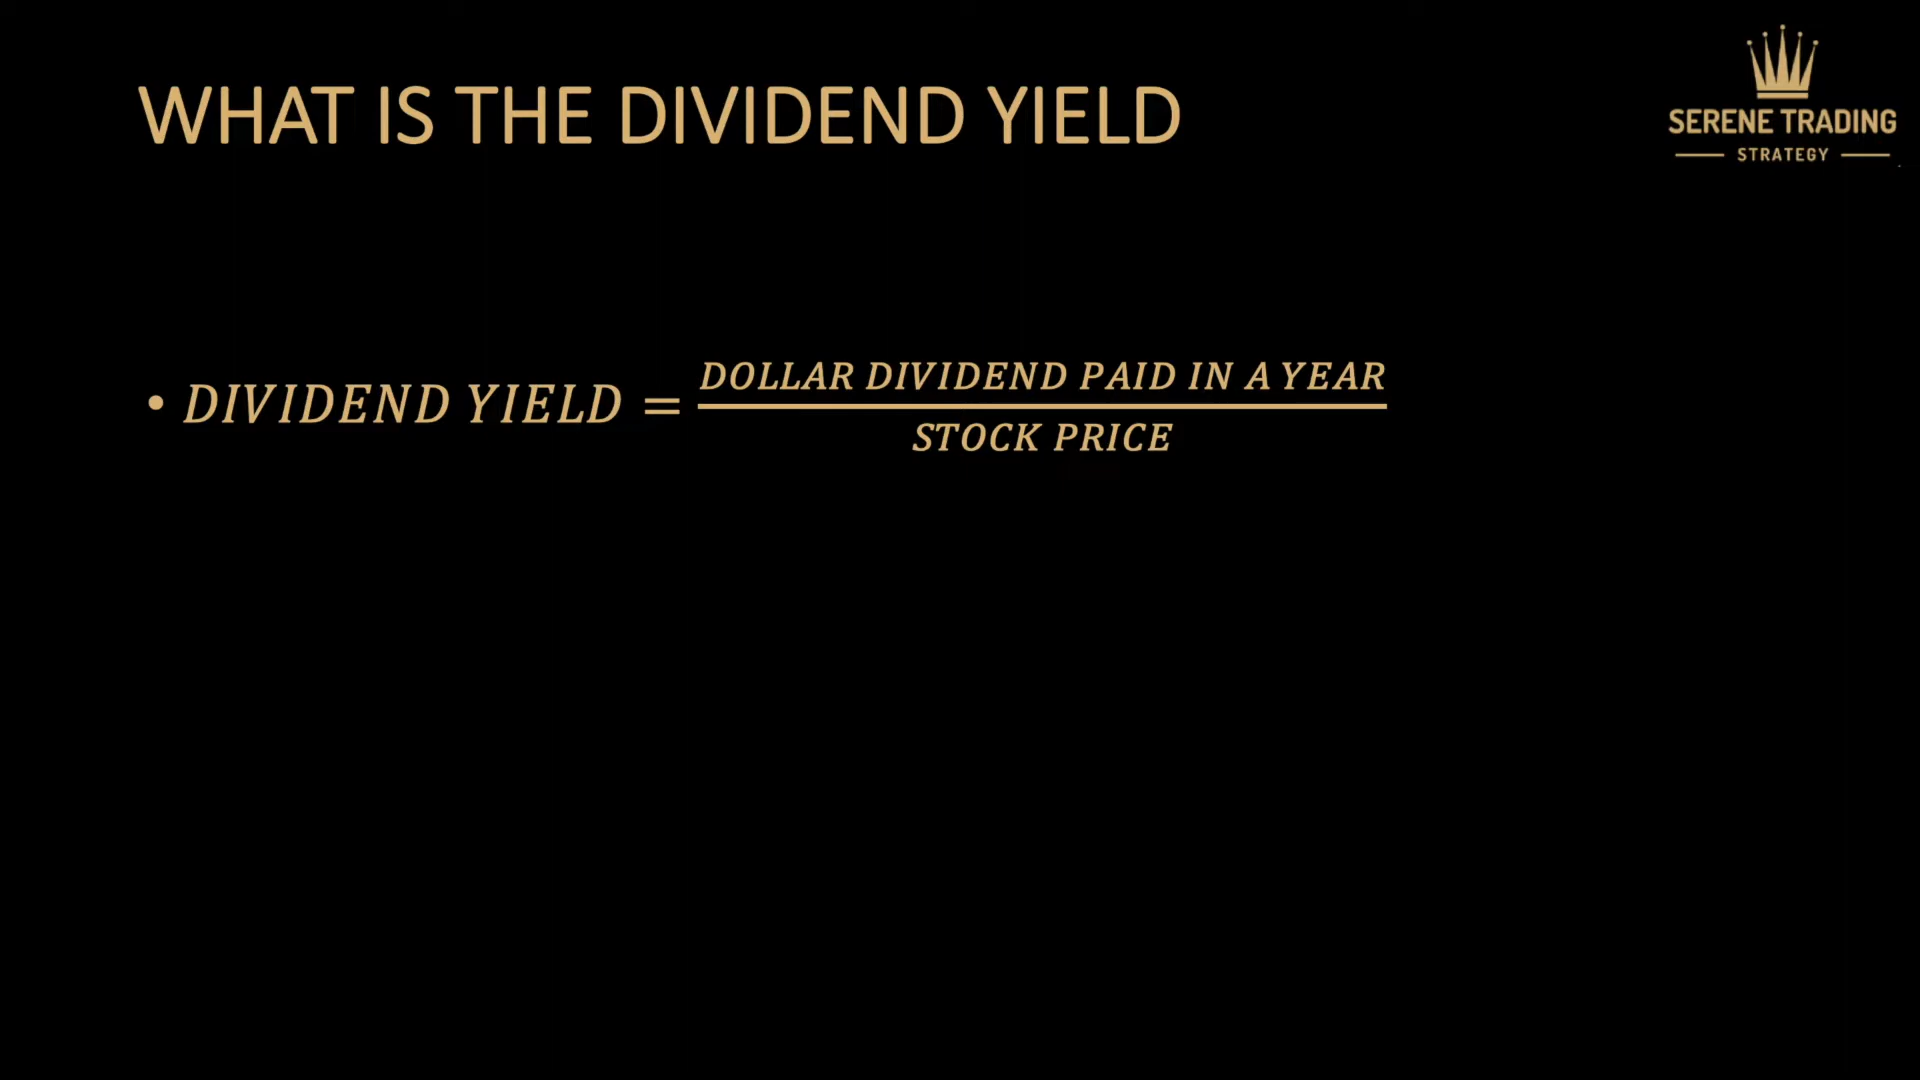 WHAT IS THE DIVIDEND YIELD
SERENE TRADING
STRATEGY
• DIVIDEND YIELD = DOLLAR DIVIDEND PAID IN A YEAR
STOCK PRICE